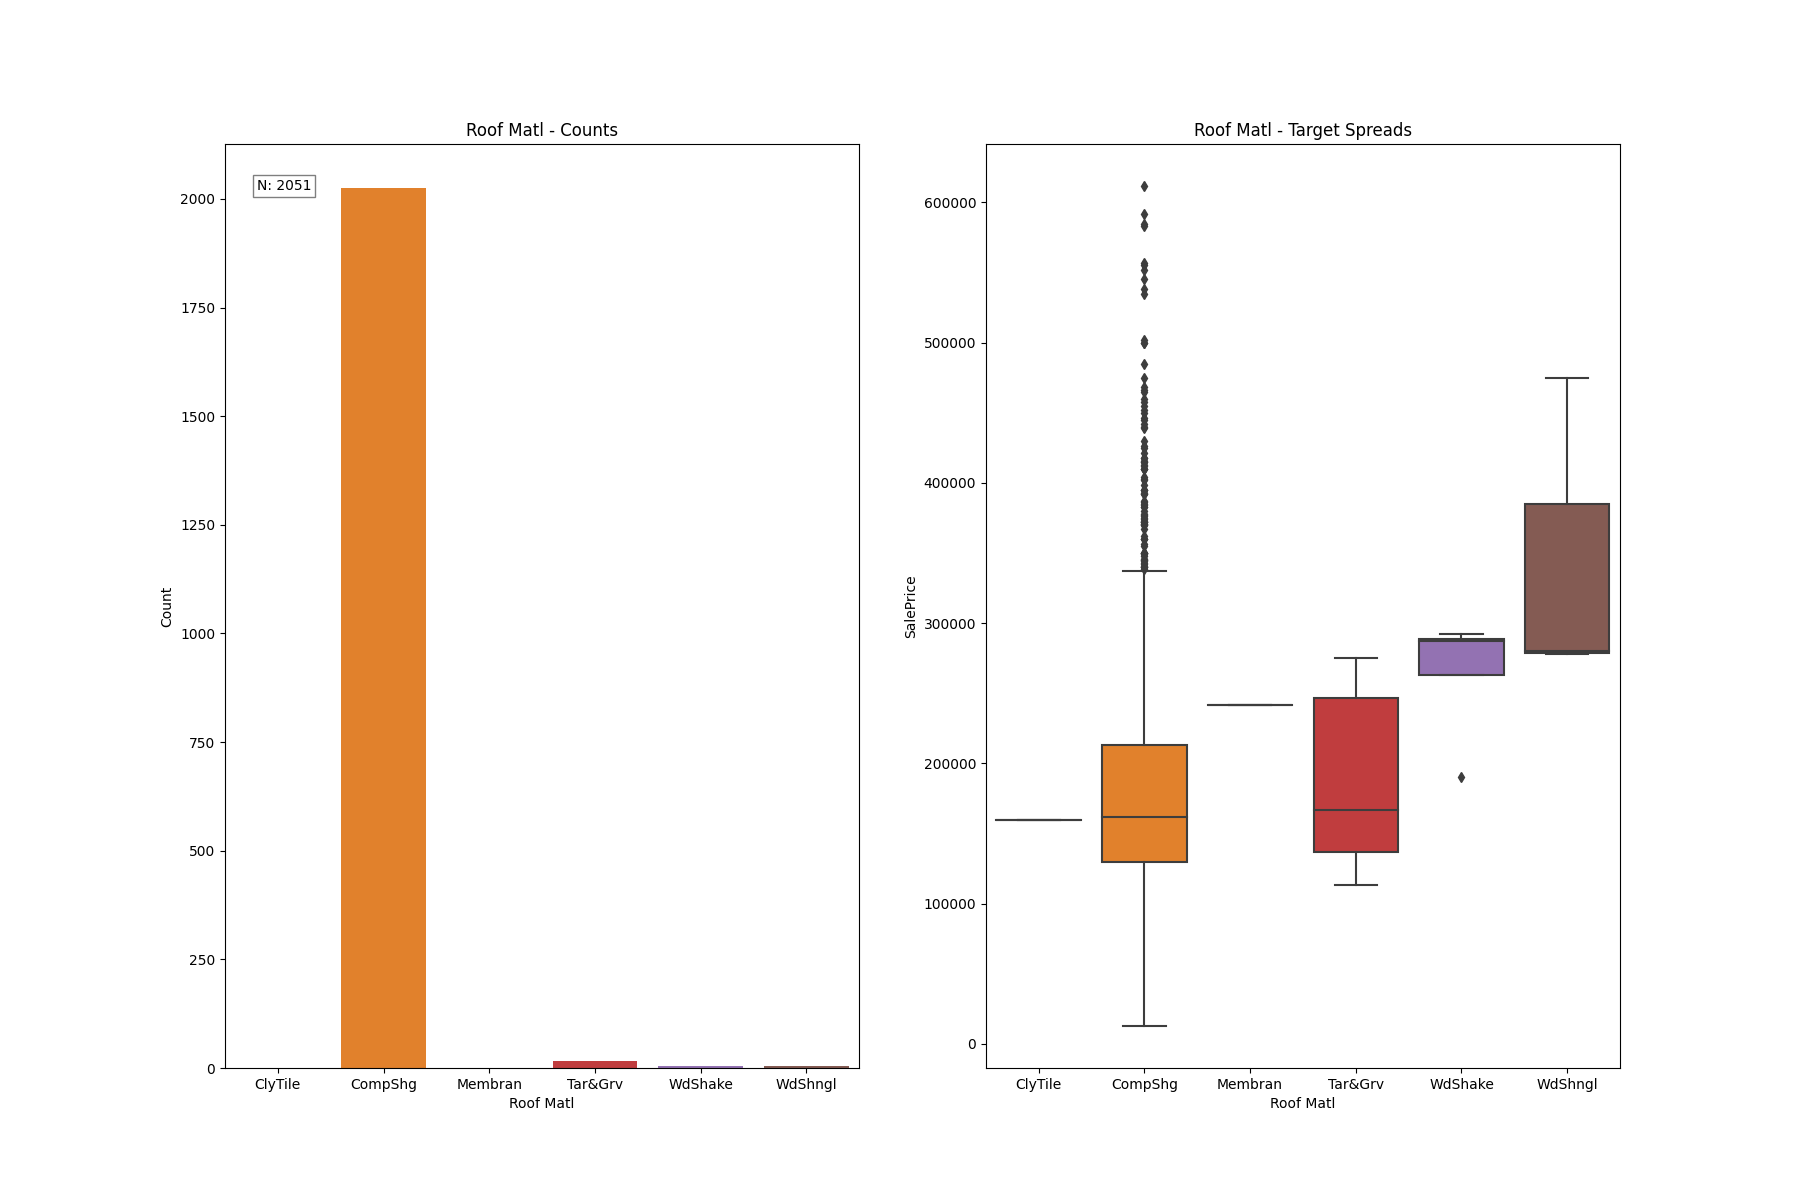 Roof Matl - Counts
N: 2051
2000
1750
1500
1250
1000
750
500
250
0
Count
ClyTile CompShg Membran Tar&Grv WdShake WdShngl
Roof Matl
Roof Matl - Target Spreads
600000
500000
400000
300000
200000
100000
0
SalePrice
ClyTile CompShg Membran Tar&Grv WdShake WdShngl
Roof Matl